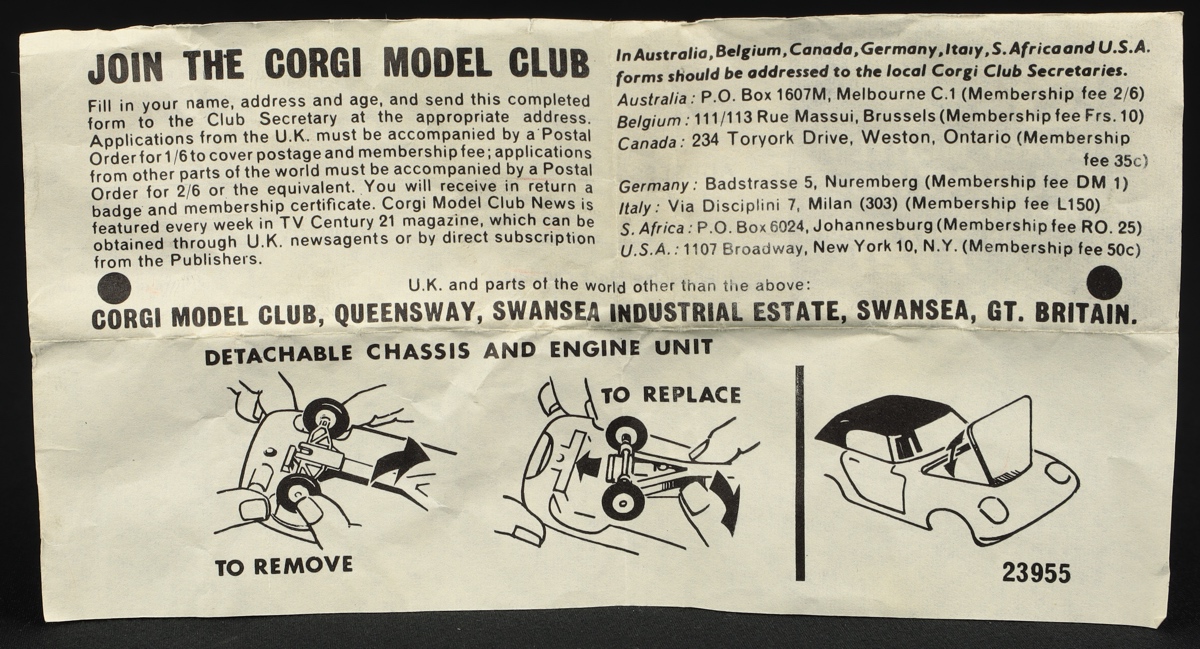 JOIN THE CORGI MODEL CLUB
Fill in your name, address and age, and send this completed
form to the Club Secretary at the appropriate address.
Applications from the U.K. must be accompanied by a Postal
Order for 1/6 to cover postage and membership fee; applications
from other parts of the world must be accompanied by a Postal
Order for 2/6 or the equivalent. You will receive in return a
badge and membership certificate. Corgi Model Club News is
featured every week in TV Century 21 magazine, which can be
obtained through U.K. newsagents or by direct subscription
from the Publishers.
In Australia, Belgium, Canada, Germany, Italy, S. Africa and U.S.A.
forms should be addressed to the local Corgi Club Secretaries.
Australia: P.O. Box 1607M, Melbourne C.1 (Membership fee 2/6)
Belgium: 111/113 Rue Massui, Brussels (Membership fee Frs. 10)
Canada: 234 Toryork Drive, Weston, Ontario (Membership
fee 35c)
Germany: Badstrasse 5, Nuremberg (Membership fee DM 1)
Italy: Via Disciplini 7, Milan (303) (Membership fee L150)
S. Africa: P.O. Box 6024, Johannesburg (Membership fee RO. 25)
U.S.A.: 1107 Broadway, New York 10, N.Y. (Membership fee 50c)
U.K. and parts of the world other than the above:
CORGI MODEL CLUB, QUEENSWAY, SWANSEA INDUSTRIAL ESTATE, SWANSEA, GT. BRITAIN.
DETACHABLE CHASSIS AND ENGINE UNIT
TO REPLACE
TO REMOVE
23955